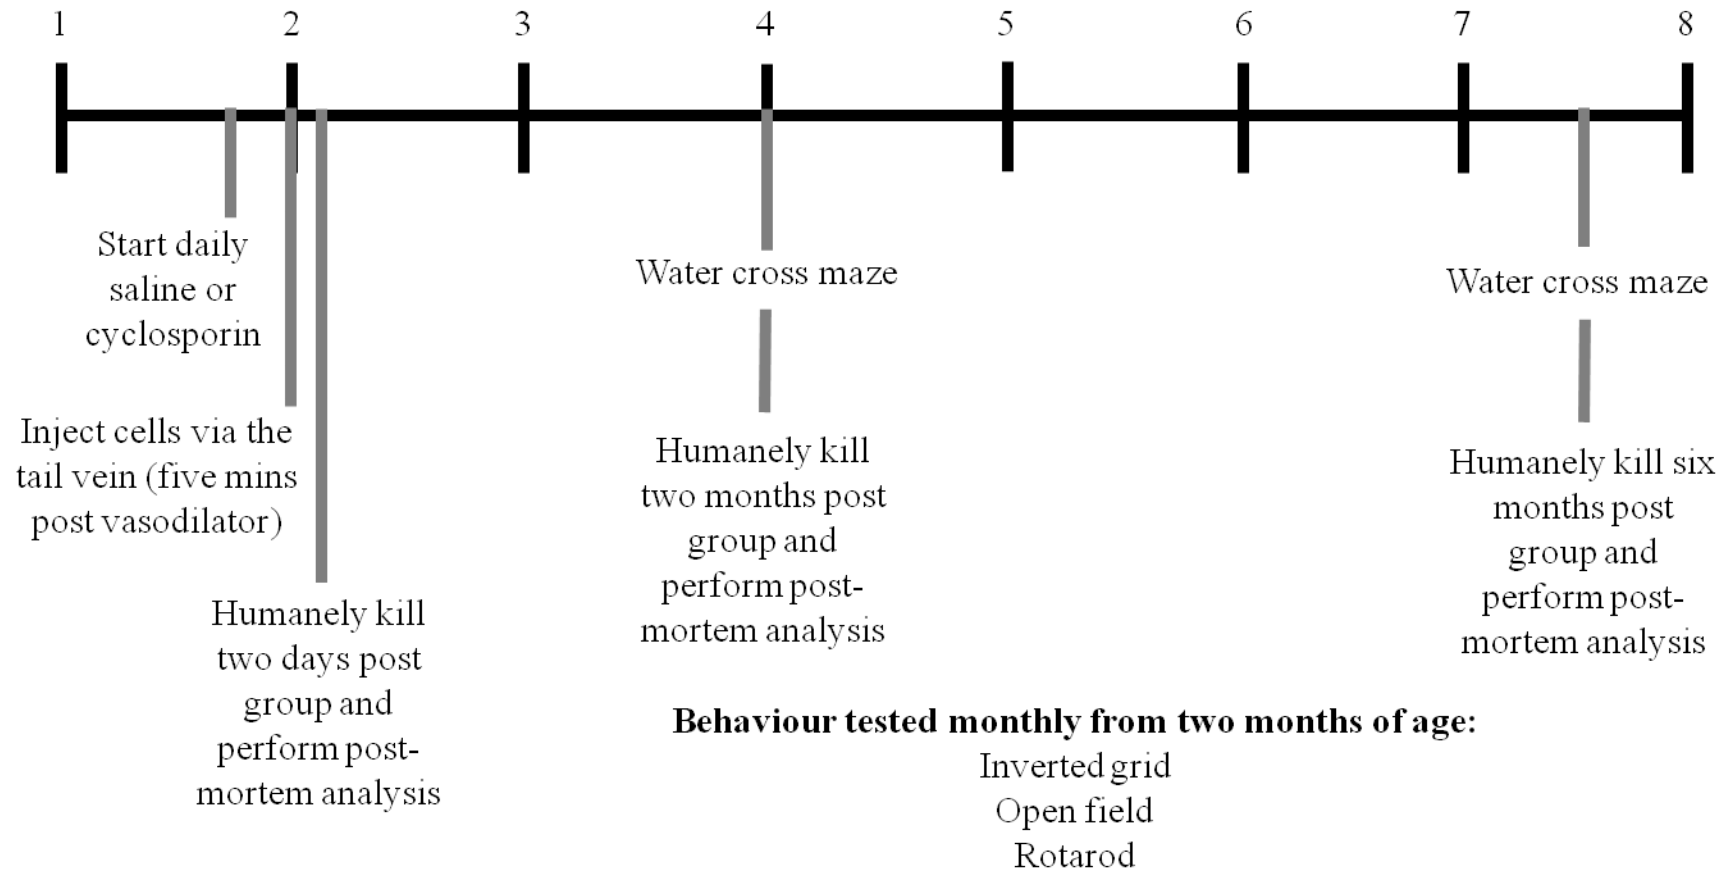 1 2 3 4 5 6 7 8
Start daily
saline or
cyclosporin
Inject cells via the
tail vein (five mins
post vasodilator)
Humanely kill
two days post
group and
perform post-
mortem analysis
Water cross maze
Humanely kill
two months post
group and
perform post-
mortem analysis
Water cross maze
Humanely kill six
months post
group and
perform post-
mortem analysis
Behaviour tested monthly from two months of age:
Inverted grid
Open field
Rotarod